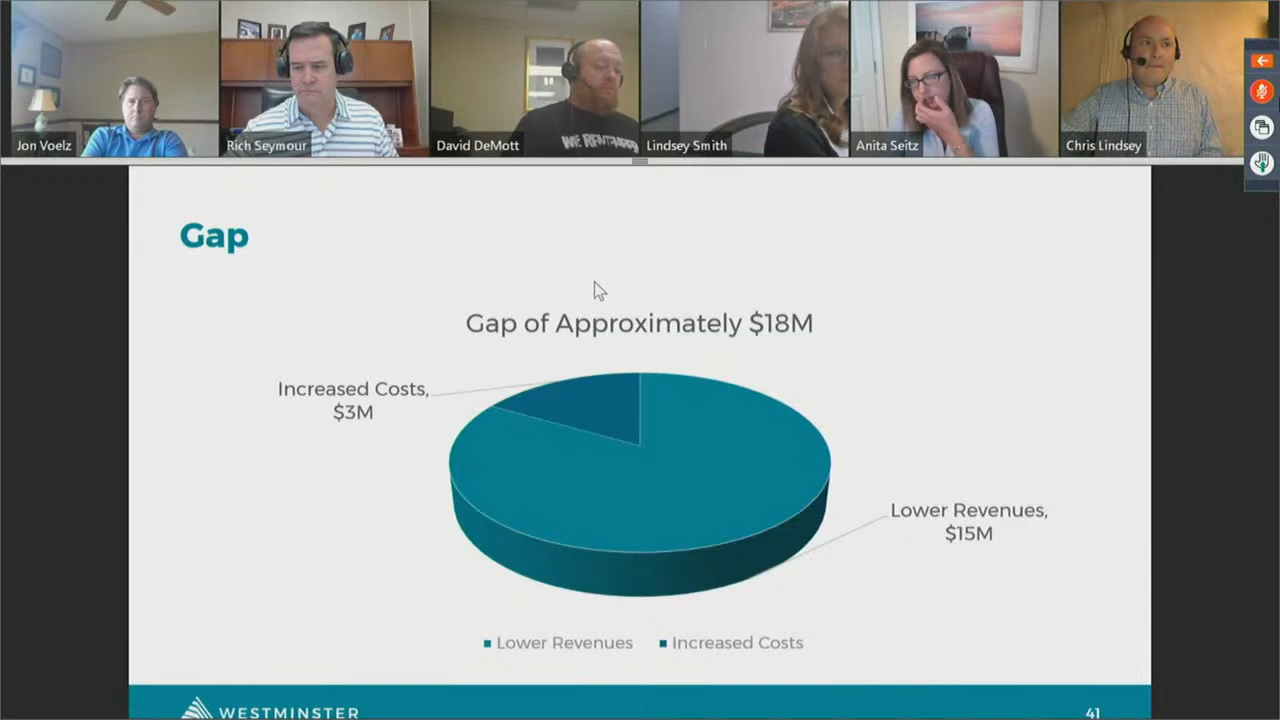 Jon Voelz
Rich Seymour
David DeMott
Lindsey Smith
Anita Seitz
Chris Lindsey
Gap
Gap of Approximately $18M
Increased Costs,
$3M
Lower Revenues,
$15M
Lower Revenues
Increased Costs
WESTMINSTER
41